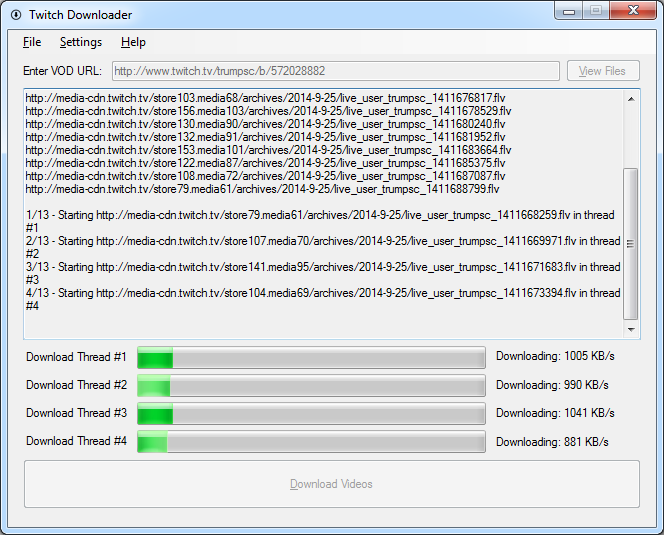 Twitch Downloader
File Settings Help
Enter VOD URL: http://www.twitch.tv/trumpsc/b/572028882 View Files
http://media-cdn.twitch.tv/store103.media68/archives/2014-9-25/live_user_trumpsc_1411676817.flv
http://media-cdn.twitch.tv/store156.media103/archives/2014-9-25/live_user_trumpsc_1411678529.flv
http://media-cdn.twitch.tv/store130.media90/archives/2014-9-25/live_user_trumpsc_1411680240.flv
http://media-cdn.twitch.tv/store132.media91/archives/2014-9-25/live_user_trumpsc_1411681952.flv
http://media-cdn.twitch.tv/store153.media101/archives/2014-9-25/live_user_trumpsc_1411683664.flv
http://media-cdn.twitch.tv/store122.media87/archives/2014-9-25/live_user_trumpsc_1411685375.flv
http://media-cdn.twitch.tv/store108.media72/archives/2014-9-25/live_user_trumpsc_1411687087.flv
http://media-cdn.twitch.tv/store79.media61/archives/2014-9-25/live_user_trumpsc_1411688799.flv
1/13 - Starting http://media-cdn.twitch.tv/store79.media61/archives/2014-9-25/live_user_trumpsc_1411668259.flv in thread
#1
2/13 - Starting http://media-cdn.twitch.tv/store107.media70/archives/2014-9-25/live_user_trumpsc_1411669971.flv in thread
#2
3/13 - Starting http://media-cdn.twitch.tv/store141.media95/archives/2014-9-25/live_user_trumpsc_1411671683.flv in thread
#3
4/13 - Starting http://media-cdn.twitch.tv/store104.media69/archives/2014-9-25/live_user_trumpsc_1411673394.flv in thread
#4
Download Thread #1 Downloading: 1005 KB/s
Download Thread #2 Downloading: 990 KB/s
Download Thread #3 Downloading: 1041 KB/s
Download Thread #4 Downloading: 881 KB/s
Download Videos